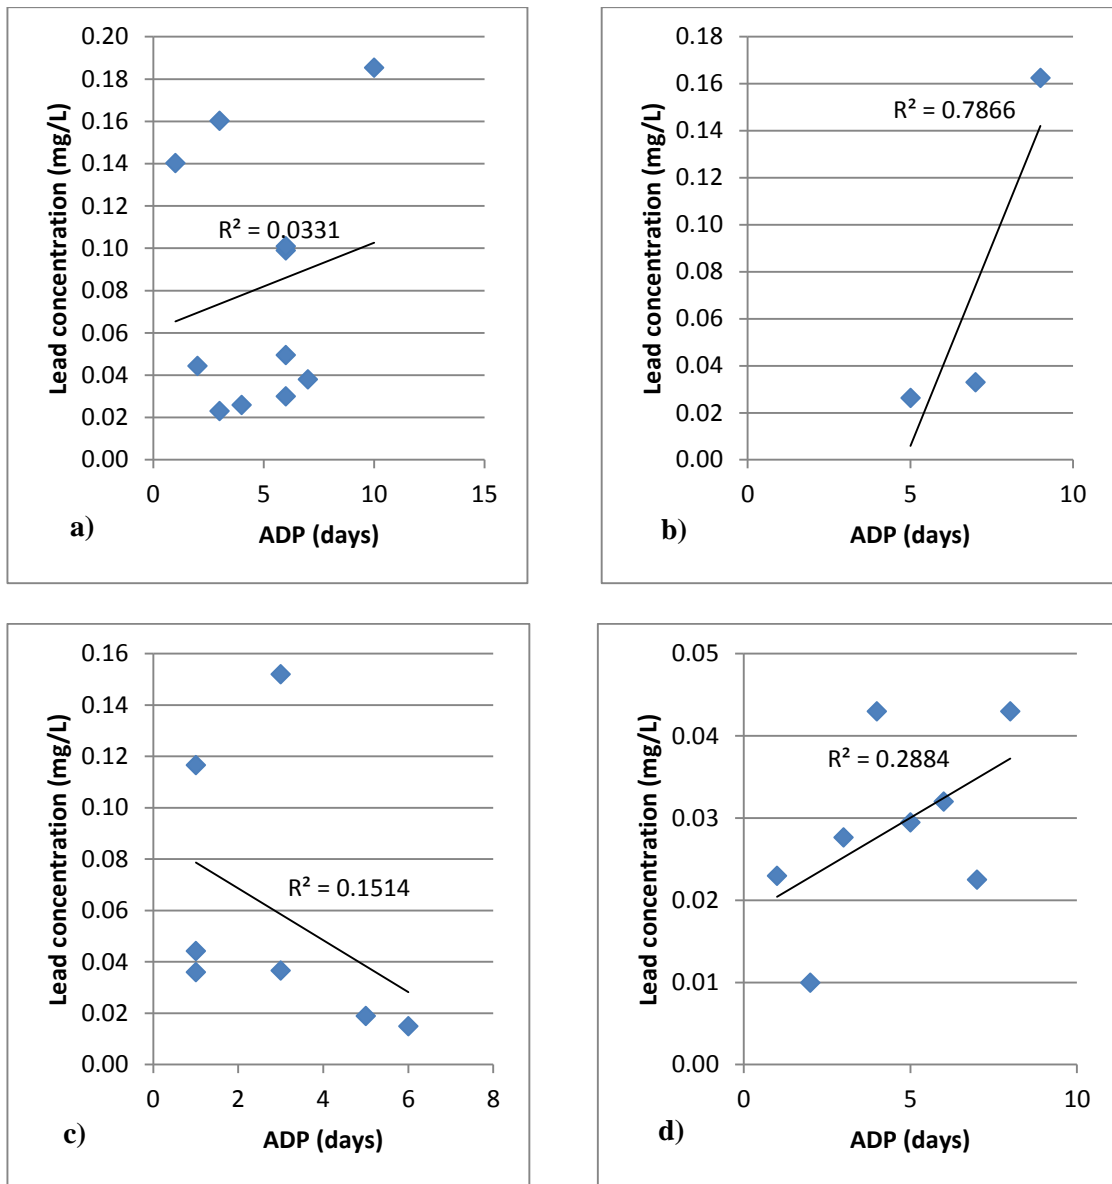 0.20
0.18
0.16
0.14
0.12
0.10
0.08
0.06
0.04
0.02
0.00
Lead concentration (mg/L)
R² = 0.0331
0 5 10 15
ADP (days)
a)
0.18
0.16
0.14
0.12
0.10
0.08
0.06
0.04
0.02
0.00
Lead concentration (mg/L)
R² = 0.7866
0 5 10
ADP (days)
b)
0.16
0.14
0.12
0.10
0.08
0.06
0.04
0.02
0.00
Lead concentration (mg/L)
R² = 0.1514
0 2 4 6 8
ADP (days)
c)
0.05
0.04
0.03
0.02
0.01
0.00
Lead concentration (mg/L)
R² = 0.2884
0 5 10
ADP (days)
d)